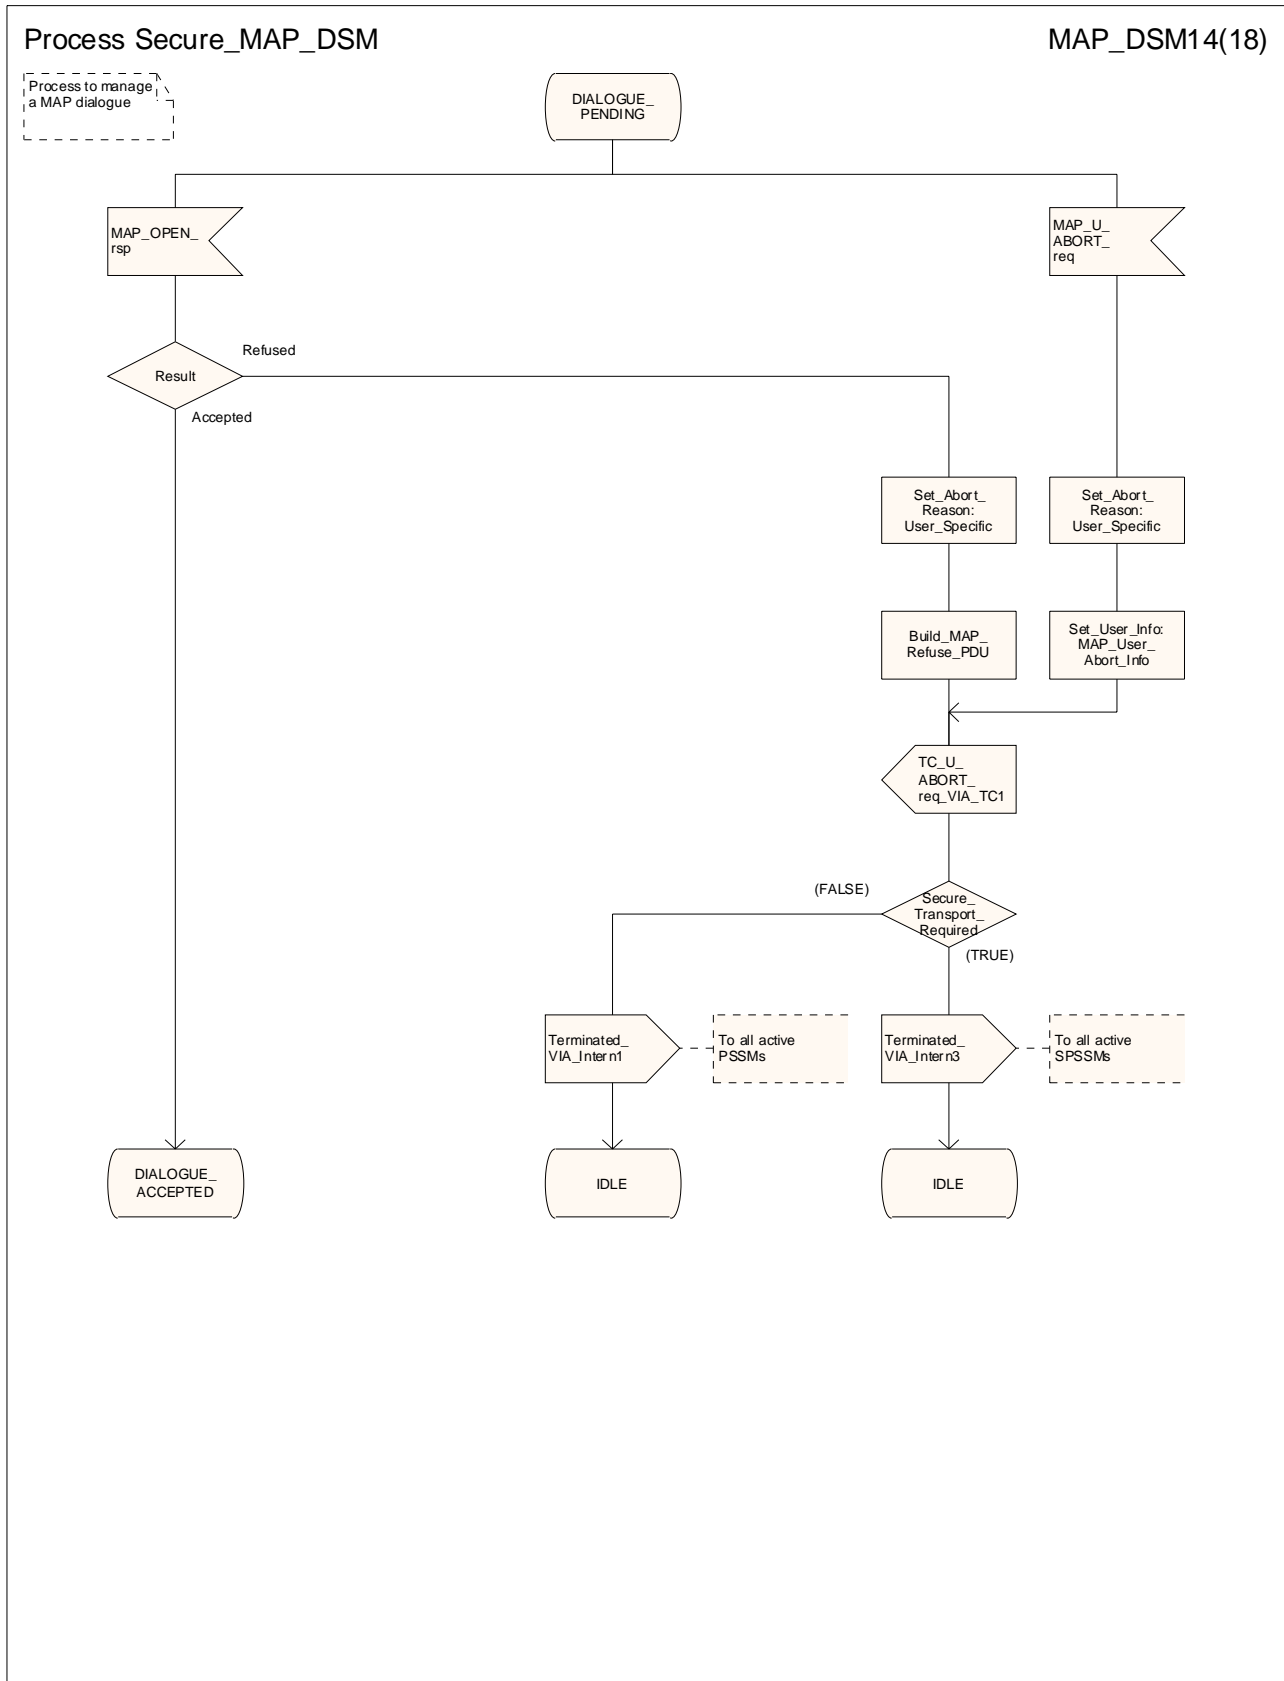 Process Secure_MAP_DSM
MAP_DSM14(18)
Process to manage
a MAP dialogue
DIALOGUE_
PENDING
MAP_OPEN_
rsp
MAP_U_
ABORT_
req
Refused
Result
Accepted
Set_Abort_
Reason:
User_Specific
Set_Abort_
Reason:
User_Specific
Build_MAP_
Refuse_PDU
Set_User_Info:
MAP_User_
Abort_Info
TC_U_
ABORT_
req_VIA_TC1
(FALSE)
Secure_
Transport_
Required
(TRUE)
Terminated_
VIA_Intern1
To all active
PSSMs
Terminated_
VIA_Intern3
To all active
SPSSMs
DIALOGUE_
ACCEPTED
IDLE
IDLE